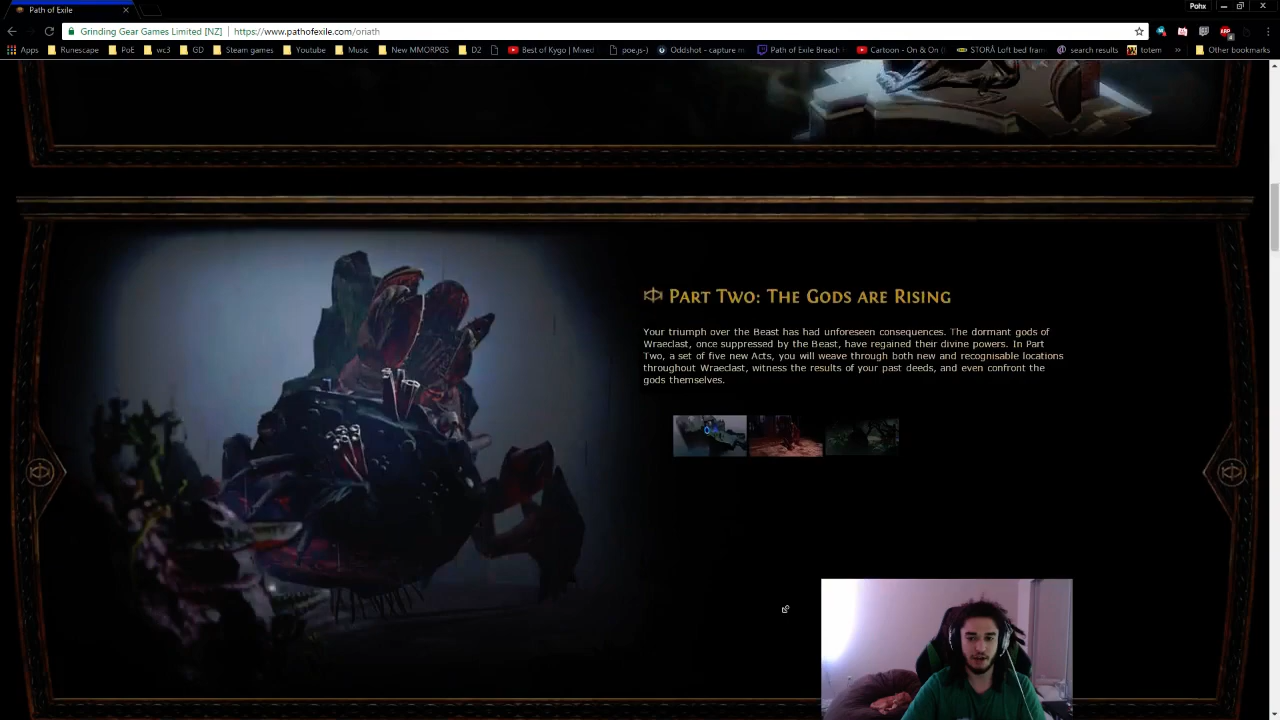 Path of Exile
Pohx
Grinding Gear Games Limited [NZ] https://www.pathofexile.com/oriath
Apps Runescape PoE wc3 GD Steam games Youtube Music New MMORPGS D2 Best of Kygo | Mixed poe.js-) Oddshot - capture m Path of Exile Breach Cartoon - On & On ( STORÅ Loft bed fram search results totem » Other bookmarks
PART TWO: THE GODS ARE RISING
Your triumph over the Beast has had unforeseen consequences. The dormant gods of
Wraeclast, once suppressed by the Beast, have regained their divine powers. In Part
Two, a set of five new Acts, you will weave through both new and recognisable locations
throughout Wraeclast, witness the results of your past deeds, and even confront the
gods themselves.